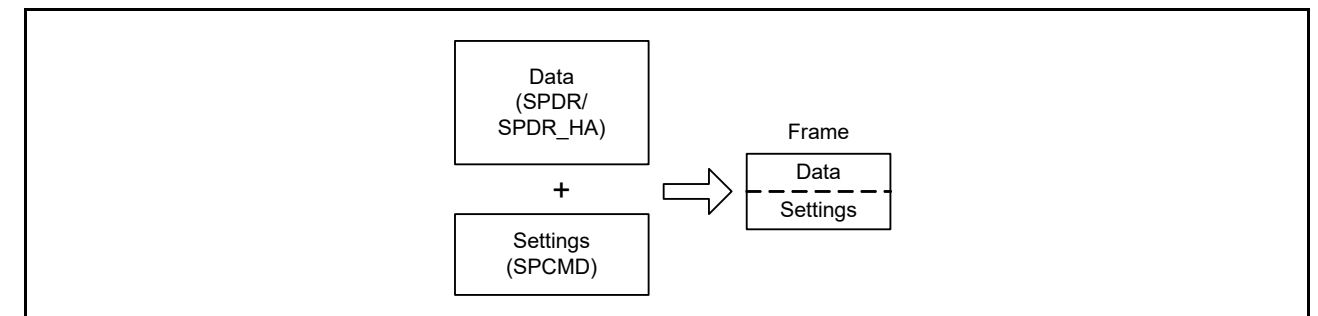 Data
(SPDR/
SPDR_HA)
+
Settings
(SPCMD)
Frame
Data
Settings